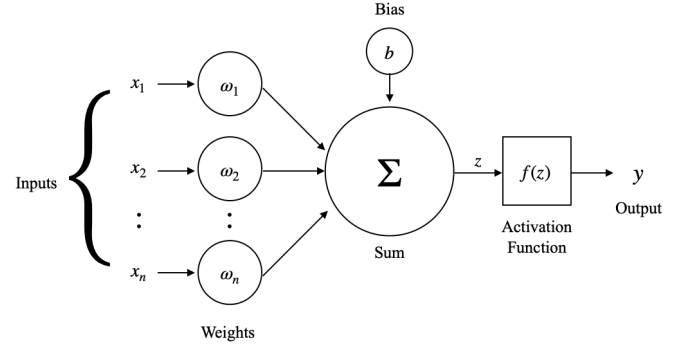 Bias
b
x₁
ω₁
Inputs
x₂
ω₂
Σ
z
f(z)
y
Output
Activation
Function
Sum
xₙ
ωₙ
Weights